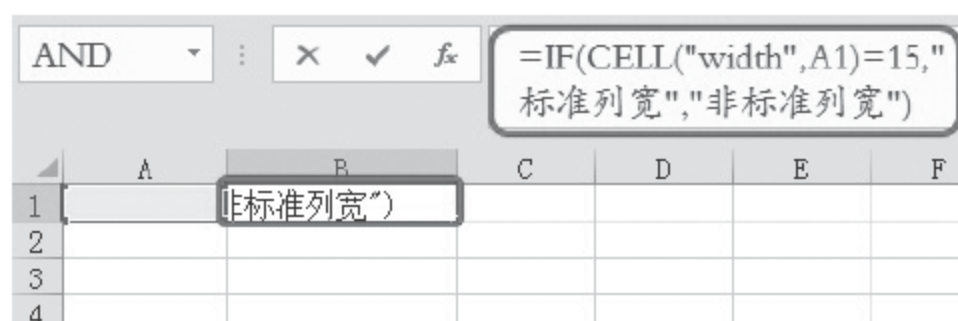 AND
fx
=IF(CELL("width",A1)=15,"
标准列宽","非标准列宽")
A B C D E F
1 非标准列宽")
2
3
4